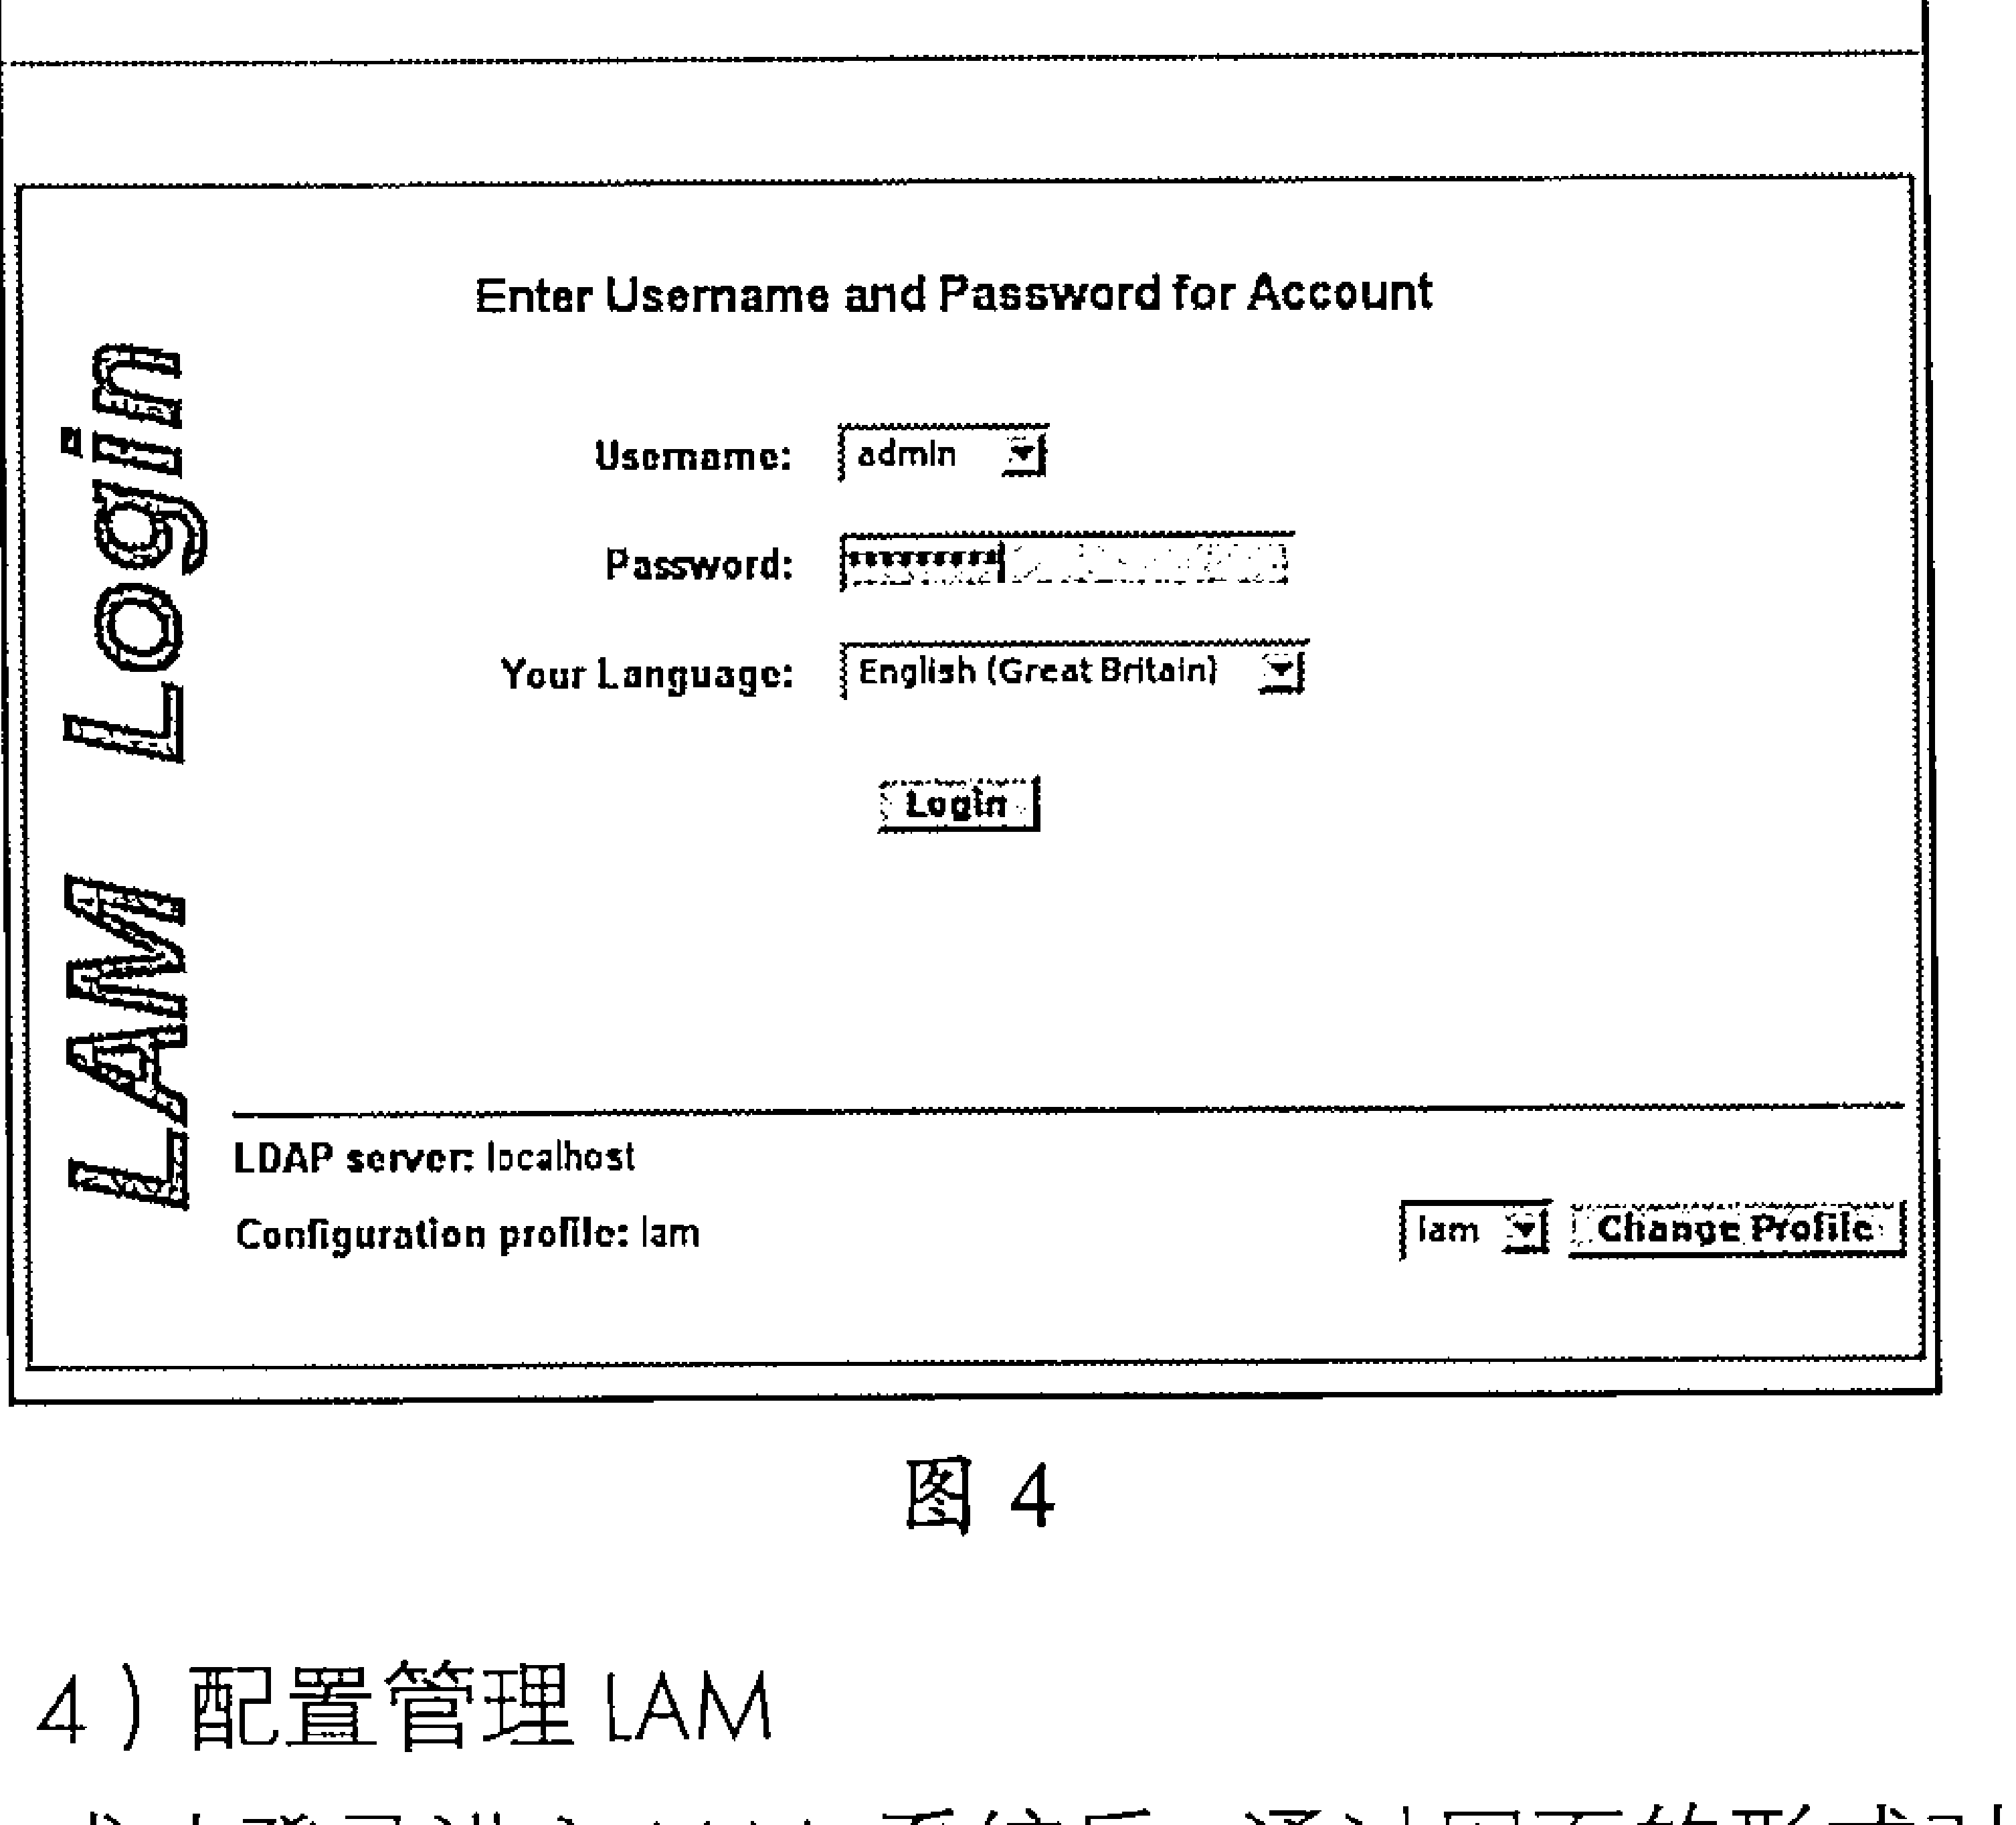 Enter Username and Password for Account
LAM Login
Username: admin
Password: *********
Your Language: English (Great Britain)
Login
LDAP server: localhost
Configuration profile: lam
lam Change Profile
图 4
4）配置管理 LAM